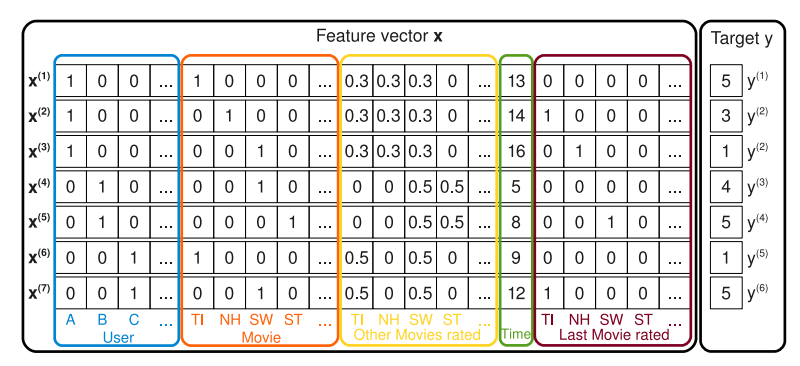 Feature vector x Target y
x(1) 1 0 0 ... 1 0 0 0 ... 0.3 0.3 0.3 0 ... 13 0 0 0 0 ... 5 y(1)
x(2) 1 0 0 ... 0 1 0 0 ... 0.3 0.3 0.3 0 ... 14 1 0 0 0 ... 3 y(2)
x(3) 1 0 0 ... 0 0 1 0 ... 0.3 0.3 0.3 0 ... 16 0 1 0 0 ... 1 y(2)
x(4) 0 1 0 ... 0 0 1 0 ... 0 0 0.5 0.5 ... 5 0 0 0 0 ... 4 y(3)
x(5) 0 1 0 ... 0 0 0 1 ... 0 0 0.5 0.5 ... 8 0 0 1 0 ... 5 y(4)
x(6) 0 0 1 ... 1 0 0 0 ... 0.5 0 0.5 0 ... 9 0 0 0 0 ... 1 y(5)
x(7) 0 0 1 ... 0 0 1 0 ... 0.5 0 0.5 0 ... 12 1 0 0 0 ... 5 y(6)
A B C ... TI NH SW ST ... TI NH SW ST ... TI NH SW ST ...
User Movie Other Movies rated Time Last Movie rated